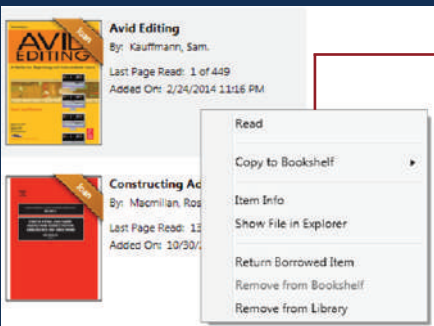 AVID
EDITING
loan
Avid Editing
By: Kauffmann, Sam.
Last Page Read: 1 of 449
Added On: 2/24/2014 11:16 PM
loan
Constructing Ad
By: Macmillan, Ros
Last Page Read: 13
Added On: 10/30/
Read
Copy to Bookshelf
Item Info
Show File in Explorer
Return Borrowed Item
Remove from Bookshelf
Remove from Library